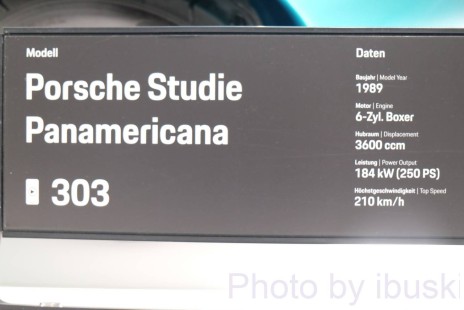 Modell
Porsche Studie
Panamericana
303
Daten
Baujahr | Model Year
1989
Motor | Engine
6-Zyl. Boxer
Hubraum | Displacement
3600 ccm
Leistung | Power Output
184 kW (250 PS)
Höchstgeschwindigkeit | Top Speed
210 km/h
Photo by ibuski